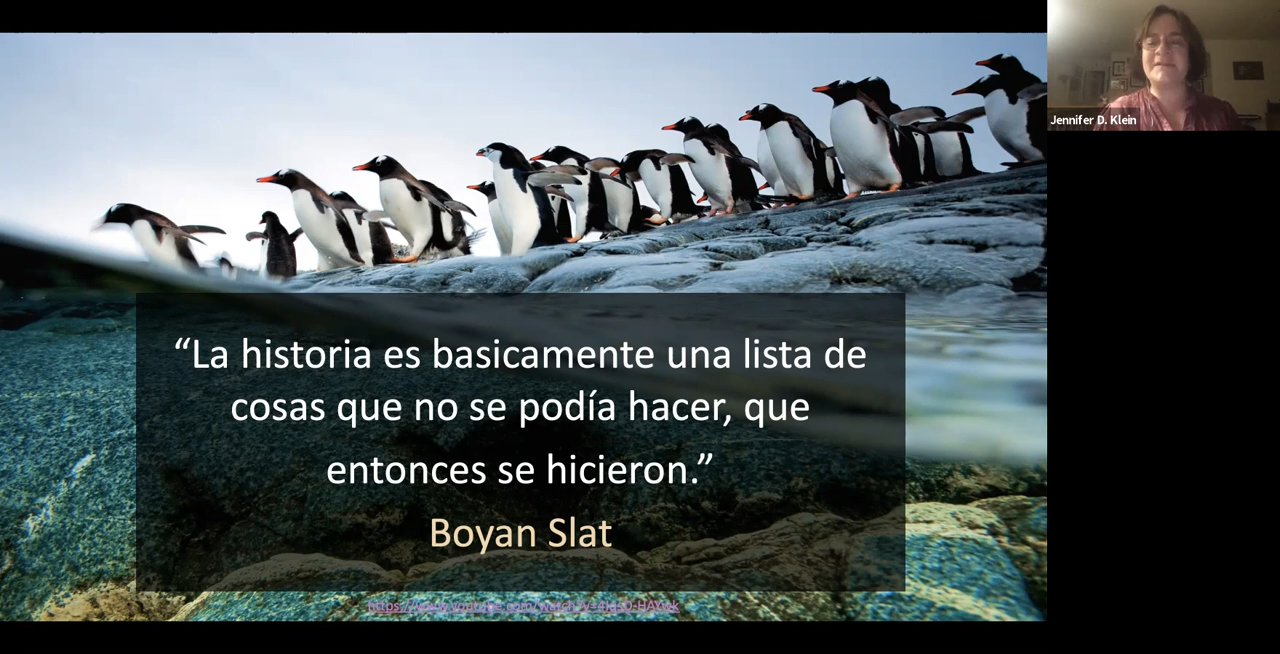 “La historia es basicamente una lista de
cosas que no se podía hacer, que
entonces se hicieron.”
Boyan Slat
Jennifer D. Klein